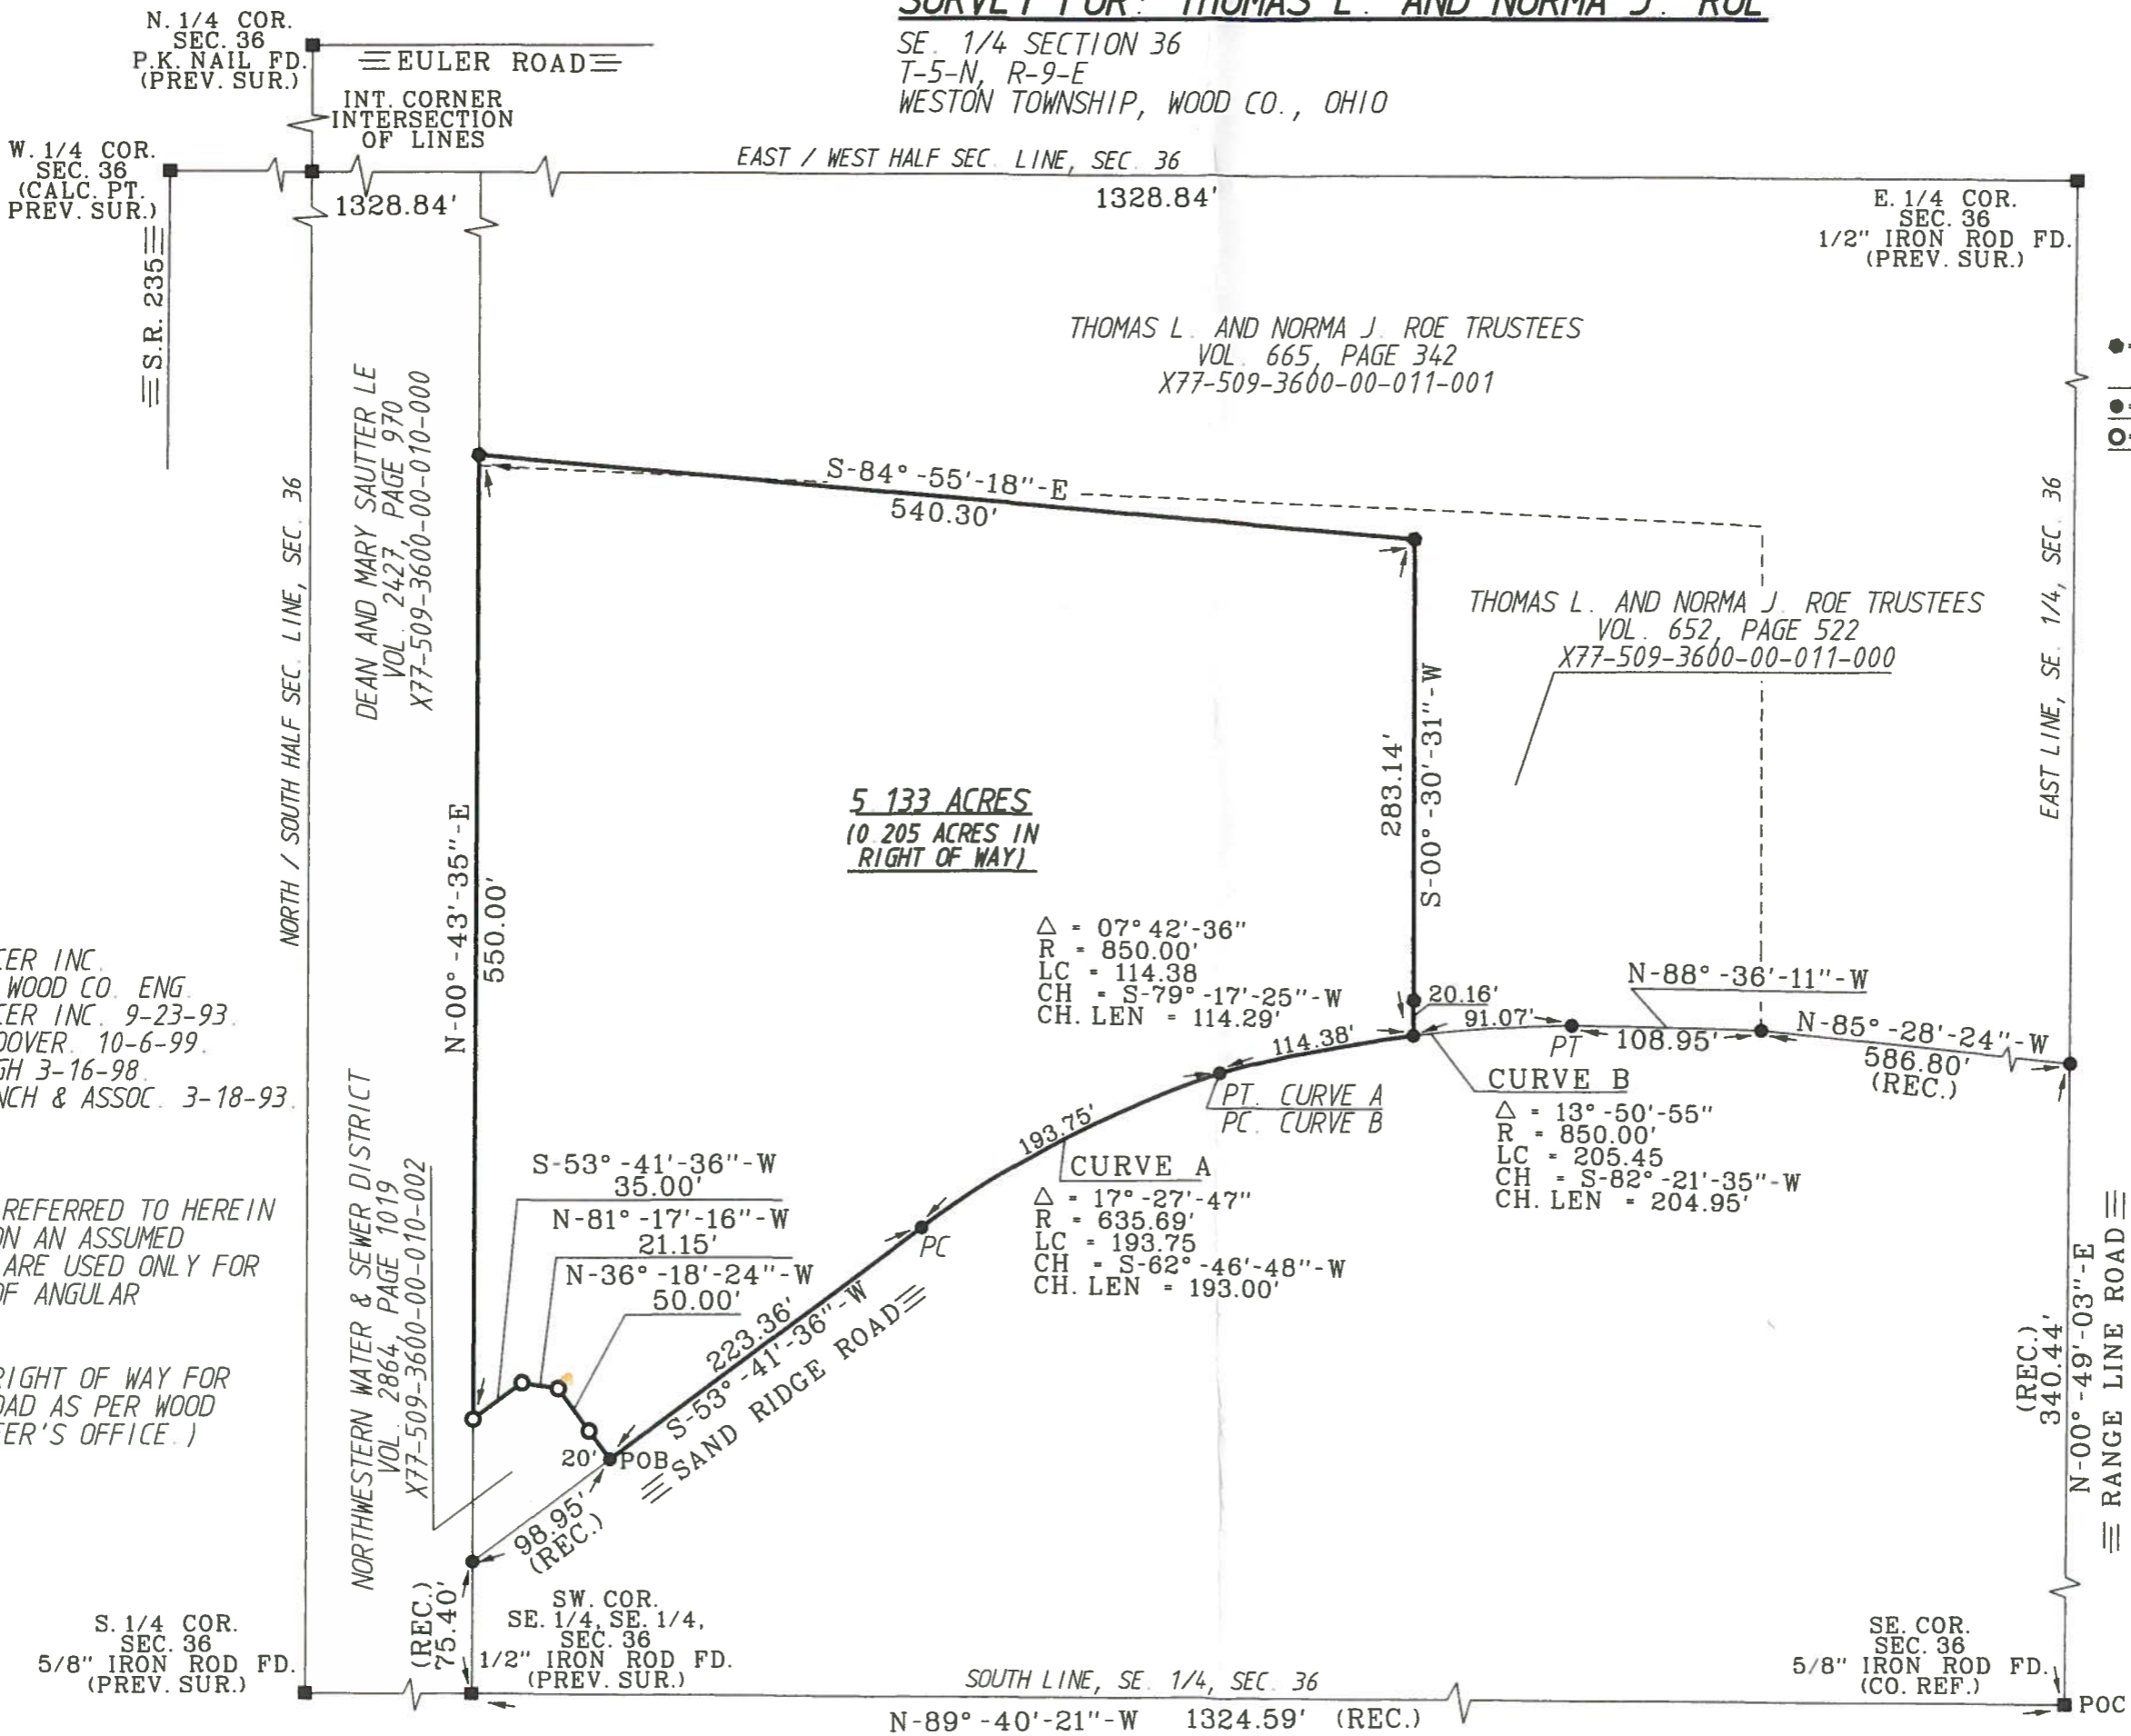 SURVEY FOR: THOMAS L. AND NORMA J. ROE
SE. 1/4 SECTION 36
T-5-N, R-9-E
WESTON TOWNSHIP, WOOD CO., OHIO
N. 1/4 COR.
SEC. 36
P.K. NAIL FD.
(PREV. SUR.)
EULER ROAD
INT. CORNER
INTERSECTION
OF LINES
W. 1/4 COR.
SEC. 36
(CALC. PT.
PREV. SUR.)
S.R. 235
1328.84'
EAST / WEST HALF SEC. LINE, SEC. 36
1328.84'
E. 1/4 COR.
SEC. 36
1/2" IRON ROD FD.
(PREV. SUR.)
THOMAS L. AND NORMA J. ROE TRUSTEES
VOL. 665, PAGE 342
X77-509-3600-00-011-001
DEAN AND MARY SAUTTER LE
VOL. 2427, PAGE 970
X77-509-3600-00-010-000
NORTH / SOUTH HALF SEC. LINE, SEC. 36
S-84°-55'-18"-E
540.30'
EAST LINE, SE. 1/4, SEC. 36
THOMAS L. AND NORMA J. ROE TRUSTEES
VOL. 652, PAGE 522
X77-509-3600-00-011-000
283.14'
S-00°-30'-31"-W
N-00°-43'-35"-E
550.00'
5.133 ACRES
(0.205 ACRES IN
RIGHT OF WAY)
Δ = 07°42'-36"
R = 850.00'
LC = 114.38
CH = S-79°-17'-25"-W
CH. LEN = 114.29'
CER INC.
WOOD CO. ENG.
CER INC. 9-23-93.
OOVER. 10-6-99.
GH 3-16-98.
NCH & ASSOC. 3-18-93.
20.16'
91.07'
114.38'
PT
N-88°-36'-11"-W
108.95'
N-85°-28'-24"-W
586.80'
(REC.)
PT. CURVE A
PC. CURVE B
CURVE B
Δ = 13°-50'-55"
R = 850.00'
LC = 205.45
CH = S-82°-21'-35"-W
CH. LEN = 204.95'
193.75'
CURVE A
Δ = 17°-27'-47"
R = 635.69'
LC = 193.75
CH = S-62°-46'-48"-W
CH. LEN = 193.00'
S-53°-41'-36"-W
35.00'
N-81°-17'-16"-W
21.15'
N-36°-18'-24"-W
50.00'
PC
223.36'
S-53°-41'-36"-W
SAND RIDGE ROAD
REFERRED TO HEREIN
ON AN ASSUMED
ARE USED ONLY FOR
OF ANGULAR
RIGHT OF WAY FOR
OAD AS PER WOOD
EER'S OFFICE.)
NORTHWESTERN WATER & SEWER DISTRICT
VOL. 2864, PAGE 1019
X77-509-3600-00-010-002
20'
POB
98.95'
(REC.)
(REC.)
75.40'
(REC.)
340.44'
N-00°-49'-03"-E
RANGE LINE ROAD
S. 1/4 COR.
SEC. 36
5/8" IRON ROD FD.
(PREV. SUR.)
SW. COR.
SE. 1/4, SE. 1/4,
SEC. 36
1/2" IRON ROD FD.
(PREV. SUR.)
SOUTH LINE, SE. 1/4, SEC. 36
N-89°-40'-21"-W 1324.59' (REC.)
SE. COR.
SEC. 36
5/8" IRON ROD FD.
(CO. REF.)
POC